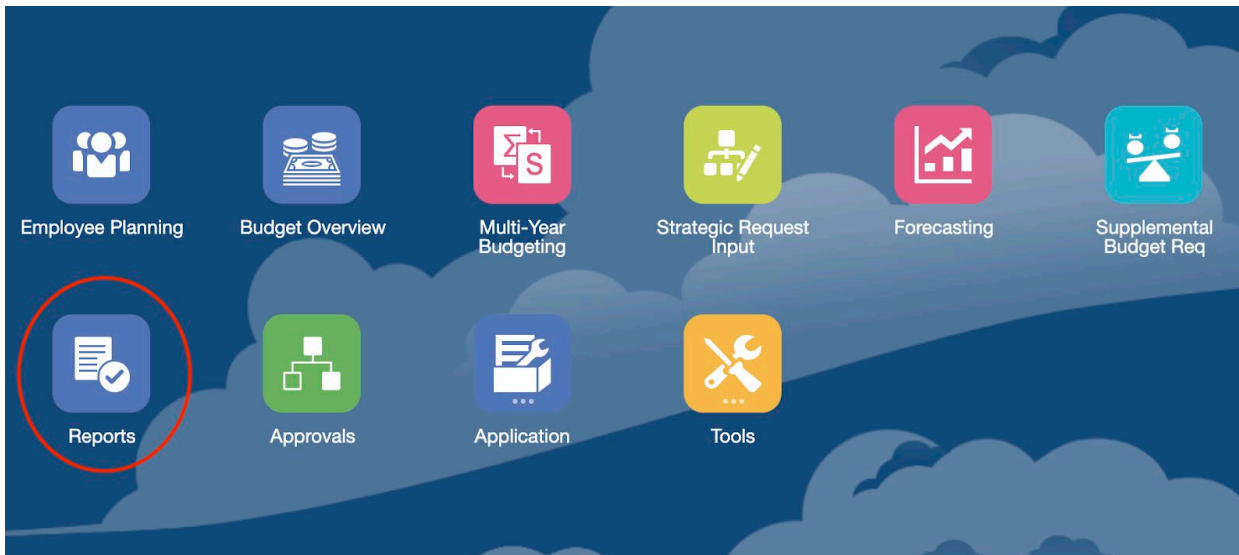 Employee Planning
Budget Overview
Multi-Year
Budgeting
Strategic Request
Input
Forecasting
Supplemental
Budget Req
Reports
Approvals
Application
Tools